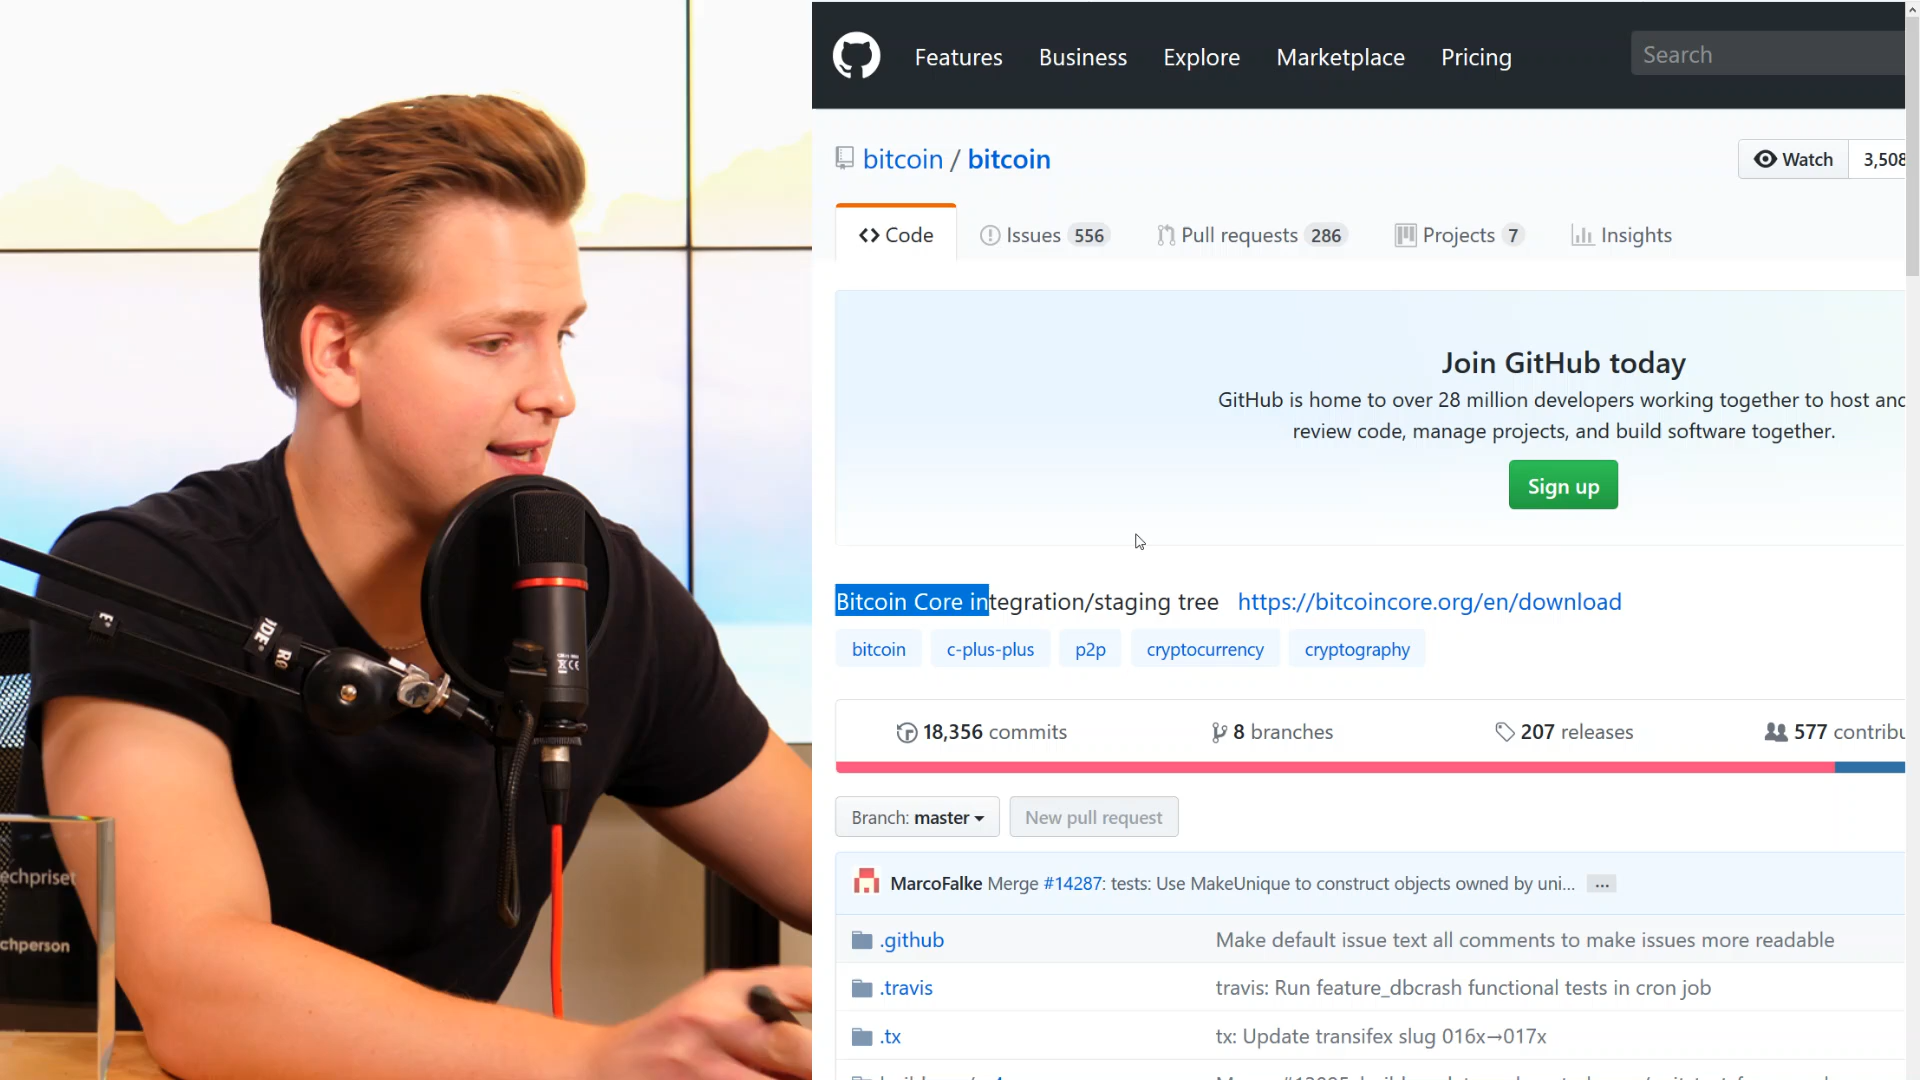 Features Business Explore Marketplace Pricing Search
bitcoin / bitcoin
Watch 3,508
Code Issues 556 Pull requests 286 Projects 7 Insights
Join GitHub today
GitHub is home to over 28 million developers working together to host and
review code, manage projects, and build software together.
Sign up
Bitcoin Core integration/staging tree https://bitcoincore.org/en/download
bitcoin c-plus-plus p2p cryptocurrency cryptography
18,356 commits 8 branches 207 releases 577 contribu
Branch: master New pull request
MarcoFalke Merge #14287: tests: Use MakeUnique to construct objects owned by uni... ...
.github Make default issue text all comments to make issues more readable
.travis travis: Run feature_dbcrash functional tests in cron job
.tx tx: Update transifex slug 016x→017x
echpriset
chperson